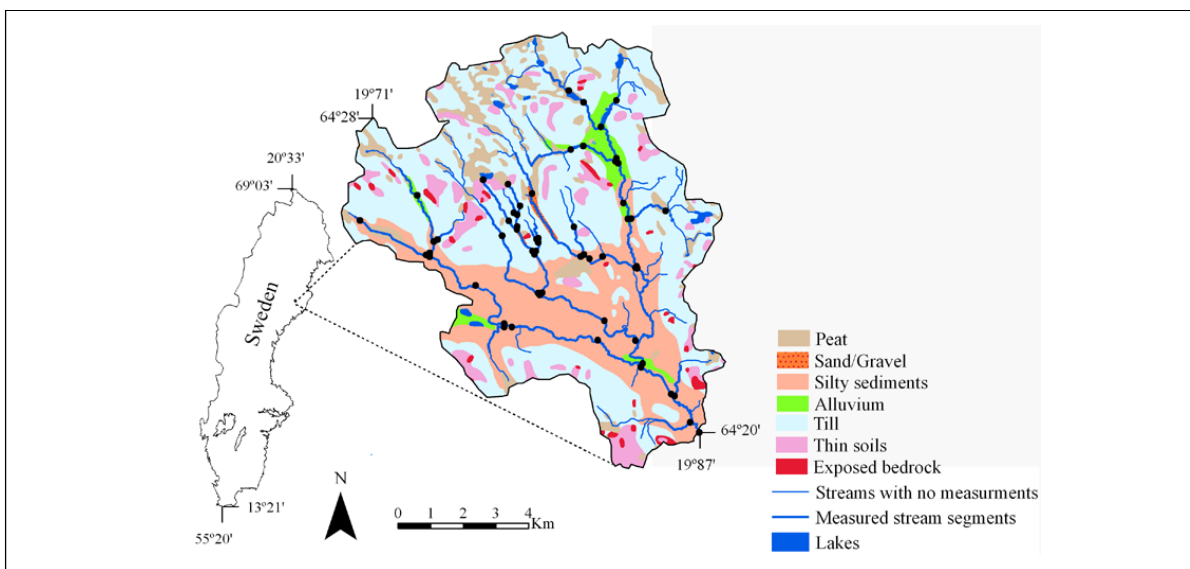 19º71'
64º28'
20º33'
69º03'
Sweden
13º21'
55º20'
N
0 1 2 3 4
Km
64º20'
19º87'
Peat
Sand/Gravel
Silty sediments
Alluvium
Till
Thin soils
Exposed bedrock
Streams with no measurments
Measured stream segments
Lakes